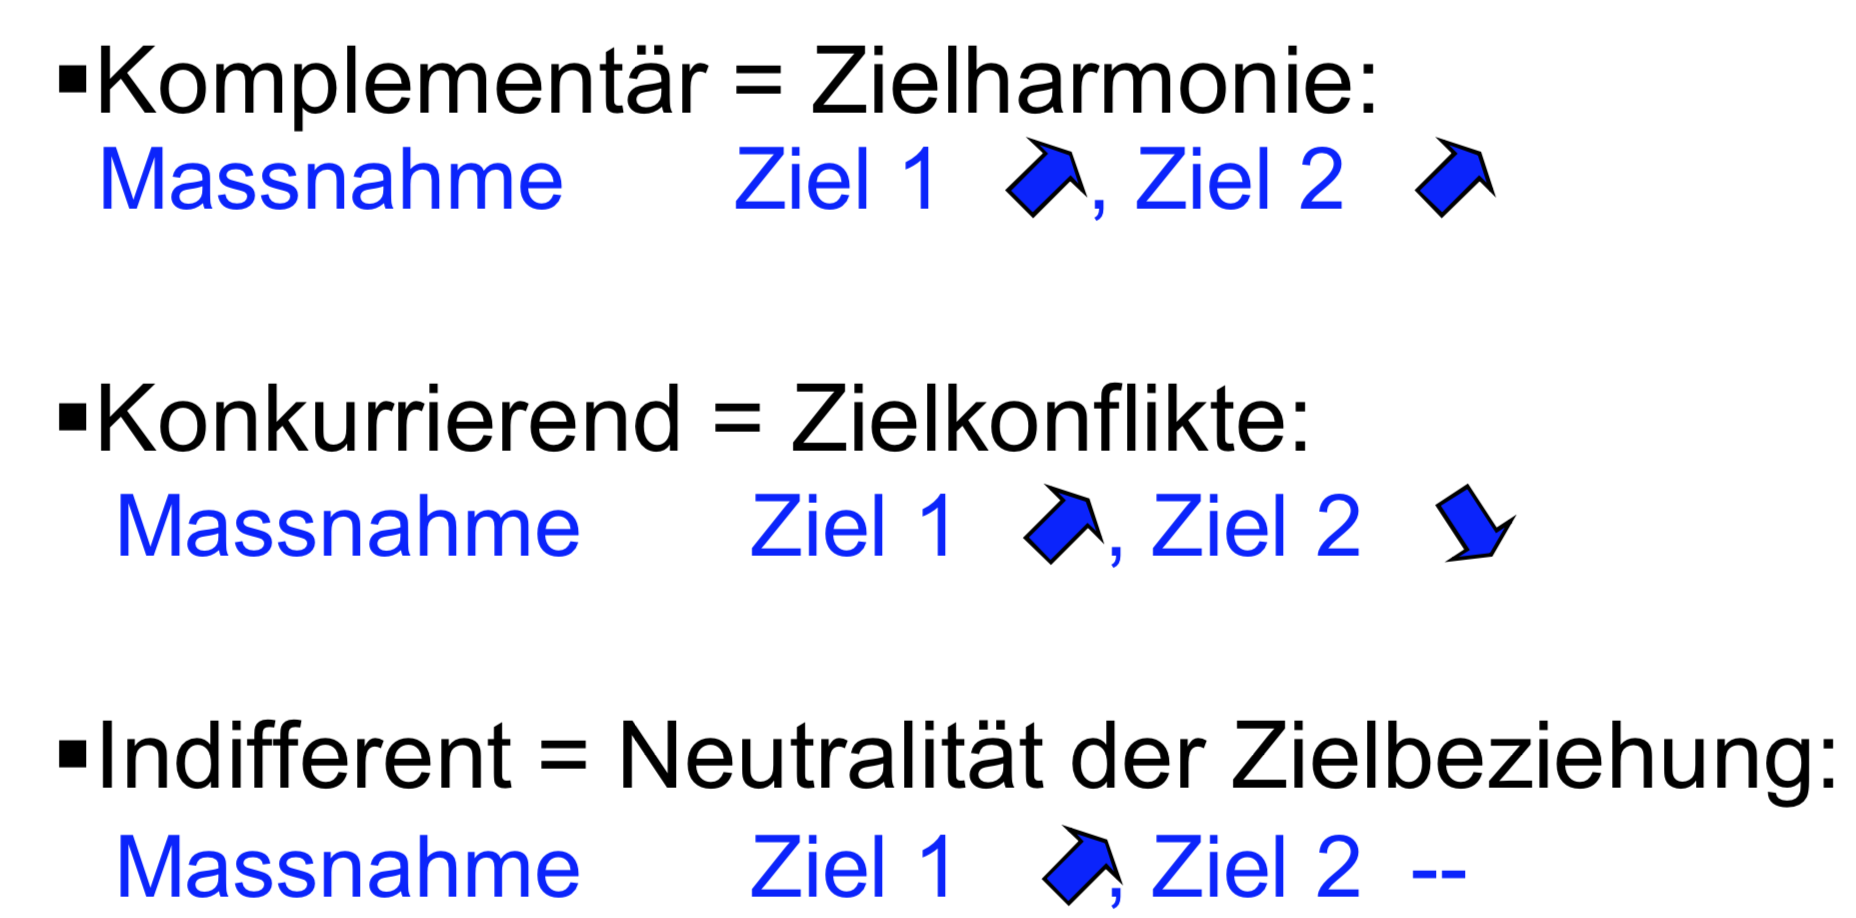 ▪Komplementär = Zielharmonie:
Massnahme Ziel 1 , Ziel 2
▪Konkurrierend = Zielkonflikte:
Massnahme Ziel 1 , Ziel 2
▪Indifferent = Neutralität der Zielbeziehung:
Massnahme Ziel 1 , Ziel 2 --